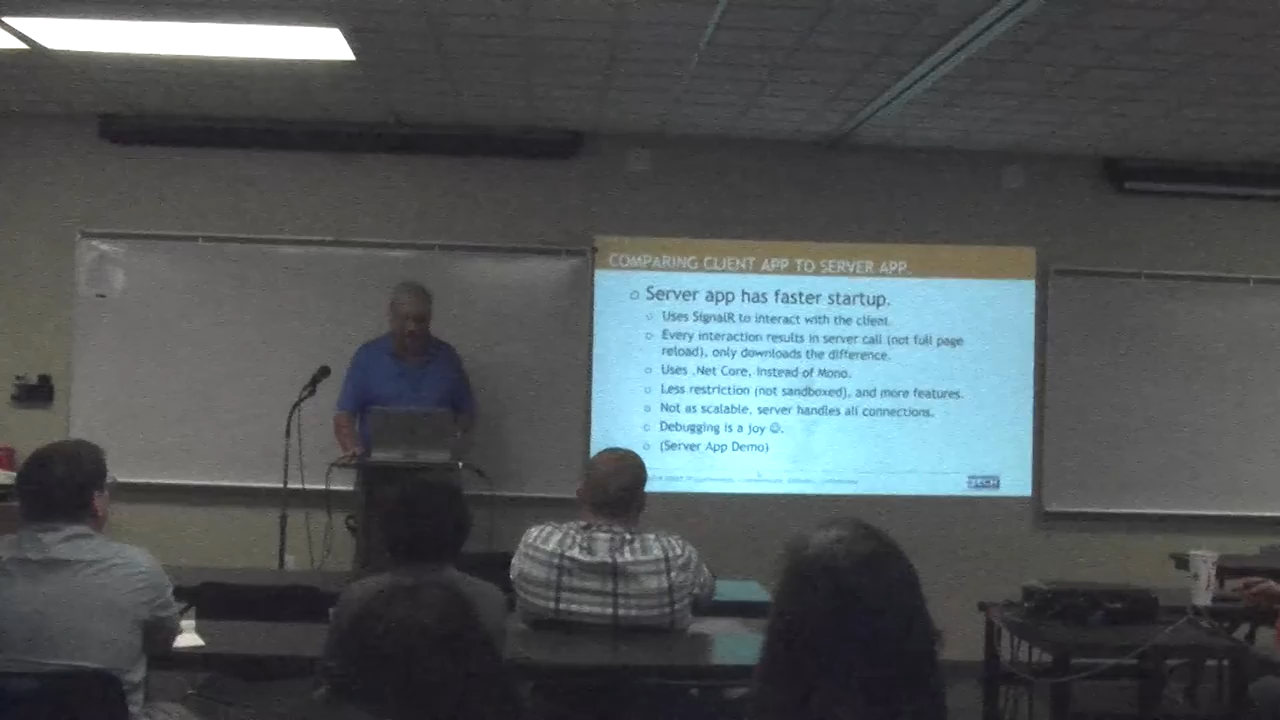 COMPARING CLIENT APP TO SERVER APP.
Server app has faster startup.
Uses SignalR to interact with the client.
Every interaction results in server call (not full page
reload), only downloads the difference.
Uses .Net Core, instead of Mono.
Less restriction (not sandboxed), and more features.
Not as scalable, server handles all connections.
Debugging is a joy ☺.
(Server App Demo)